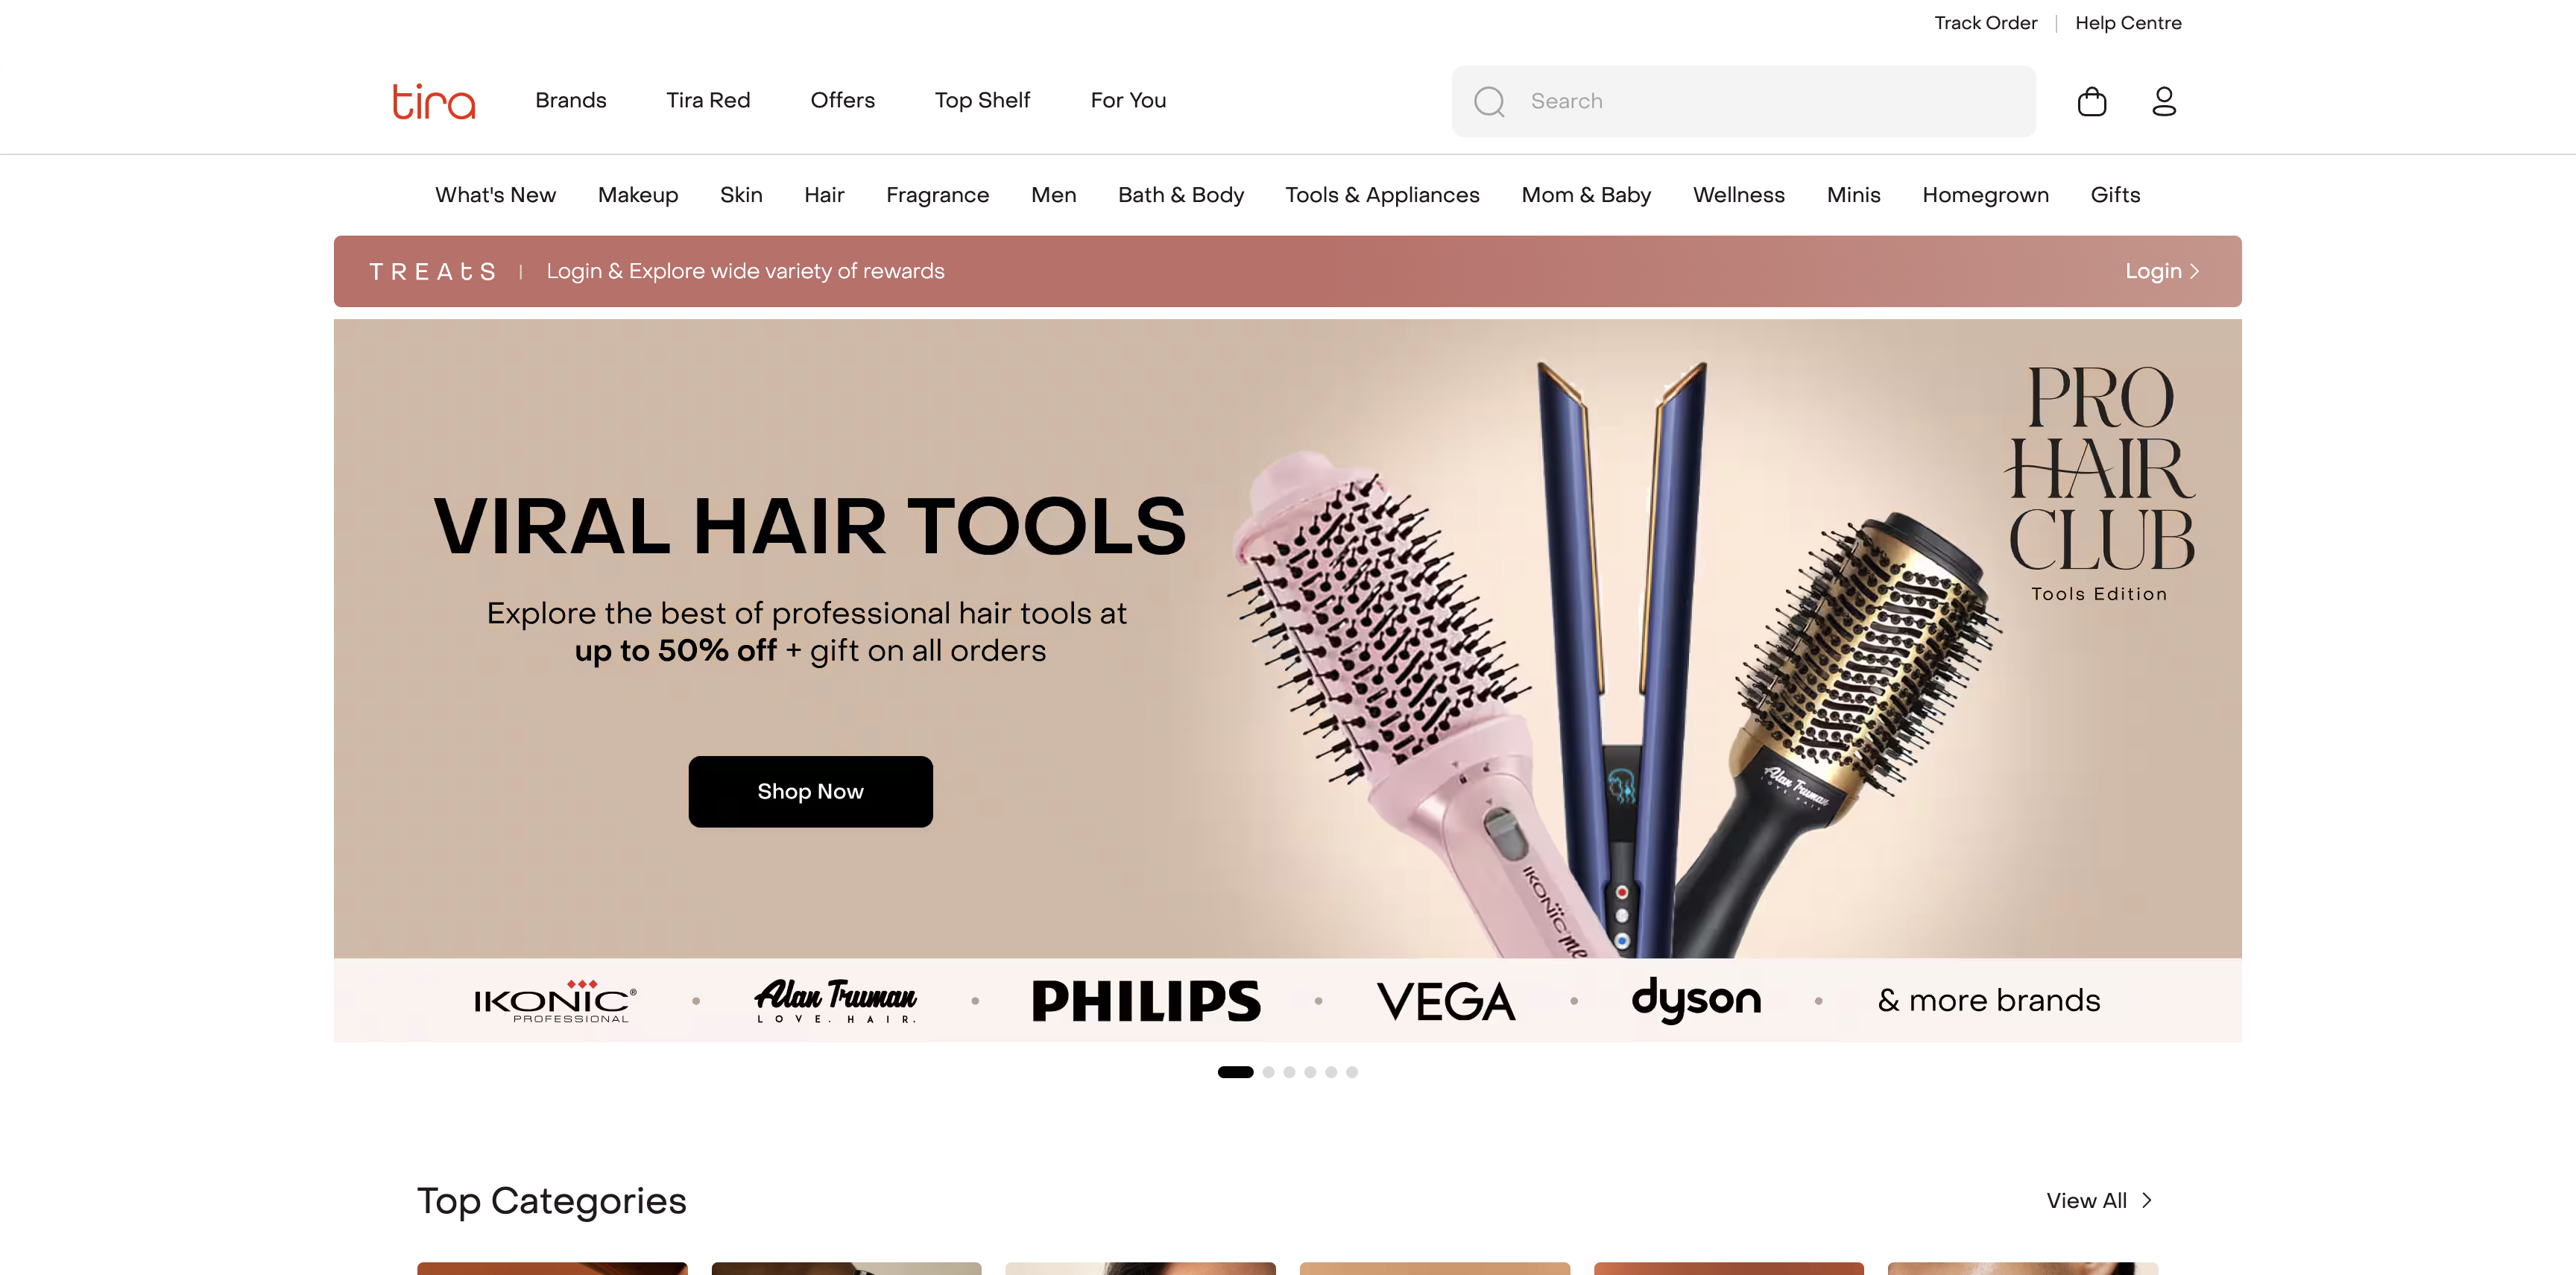 Track Order | Help Centre
tira Brands Tira Red Offers Top Shelf For You Search
What's New Makeup Skin Hair Fragrance Men Bath & Body Tools & Appliances Mom & Baby Wellness Minis Homegrown Gifts
TREAtS | Login & Explore wide variety of rewards Login
PRO
HAIR
CLUB
Tools Edition
VIRAL HAIR TOOLS
Explore the best of professional hair tools at
up to 50% off + gift on all orders
Shop Now
IKONIC me
Alan Truman
LOVE HAIR
IKONIC®
PROFESSIONAL
Alan Truman
LOVE. HAIR.
PHILIPS
VEGA
dyson
& more brands
Top Categories View All